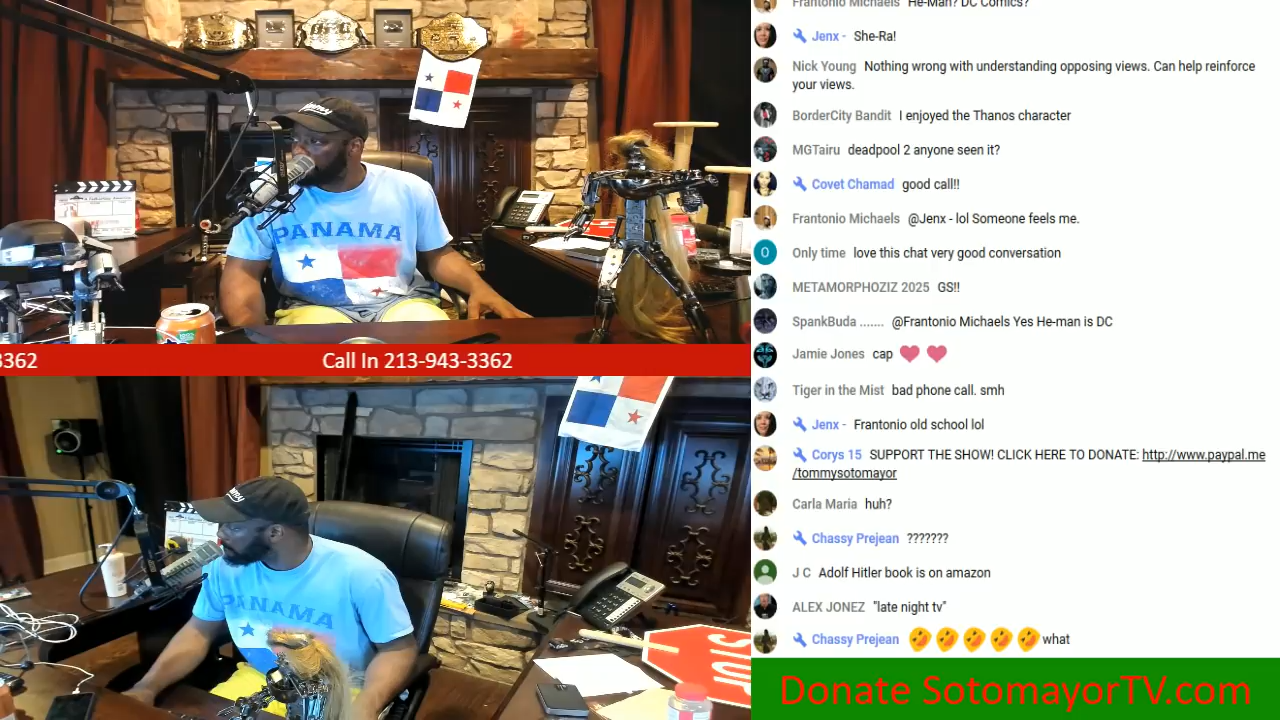 PANAMA
3362
Call In 213-943-3362
PANAMA
Frantonio Michaels He-Man? DC Comics?
Jenx - She-Ra!
Nick Young Nothing wrong with understanding opposing views. Can help reinforce
your views.
BorderCity Bandit I enjoyed the Thanos character
MGTairu deadpool 2 anyone seen it?
Covet Chamad good call!!
Frantonio Michaels @Jenx - lol Someone feels me.
O
Only time love this chat very good conversation
METAMORPHOZIZ 2025 GS!!
SpankBuda ....... @Frantonio Michaels Yes He-man is DC
Jamie Jones cap
Tiger in the Mist bad phone call. smh
Jenx - Frantonio old school lol
Corys 15 SUPPORT THE SHOW! CLICK HERE TO DONATE: http://www.paypal.me
/tommysotomayor
Carla Maria huh?
Chassy Prejean ???????
J C Adolf Hitler book is on amazon
ALEX JONEZ "late night tv"
Chassy Prejean 🤣🤣🤣🤣🤣 what
Donate SotomayorTV.com